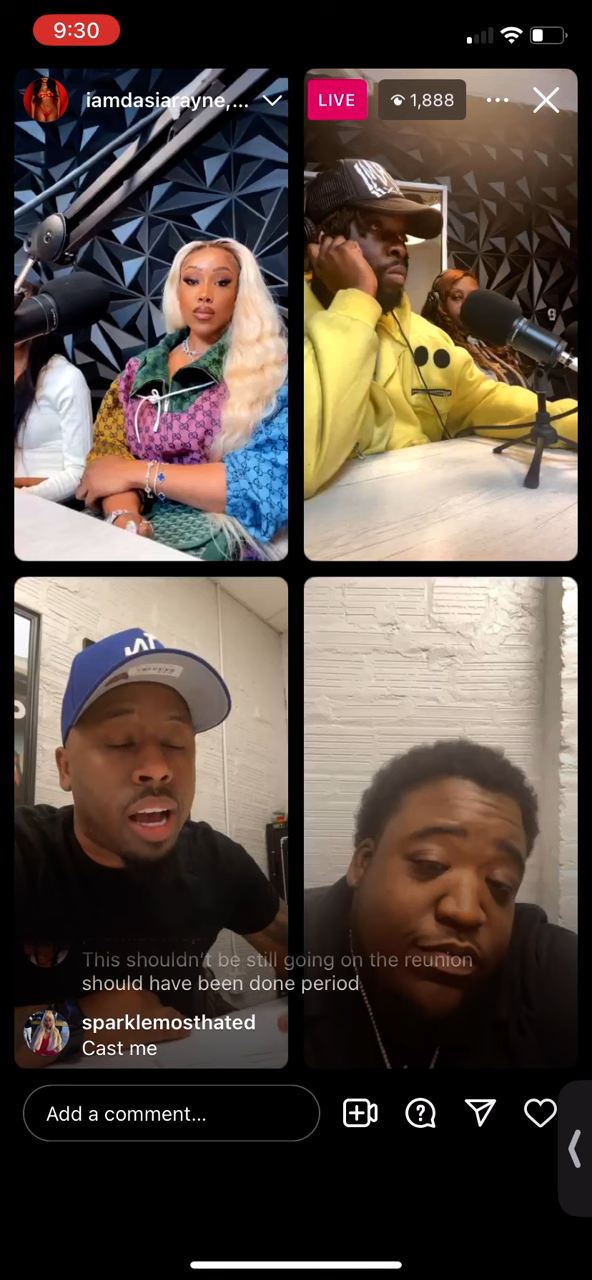 9:30
iamdasiarayne,...
LIVE
1,888
This shouldn't be still going on the reunion
should have been done period
sparklemosthated
Cast me
Add a comment...